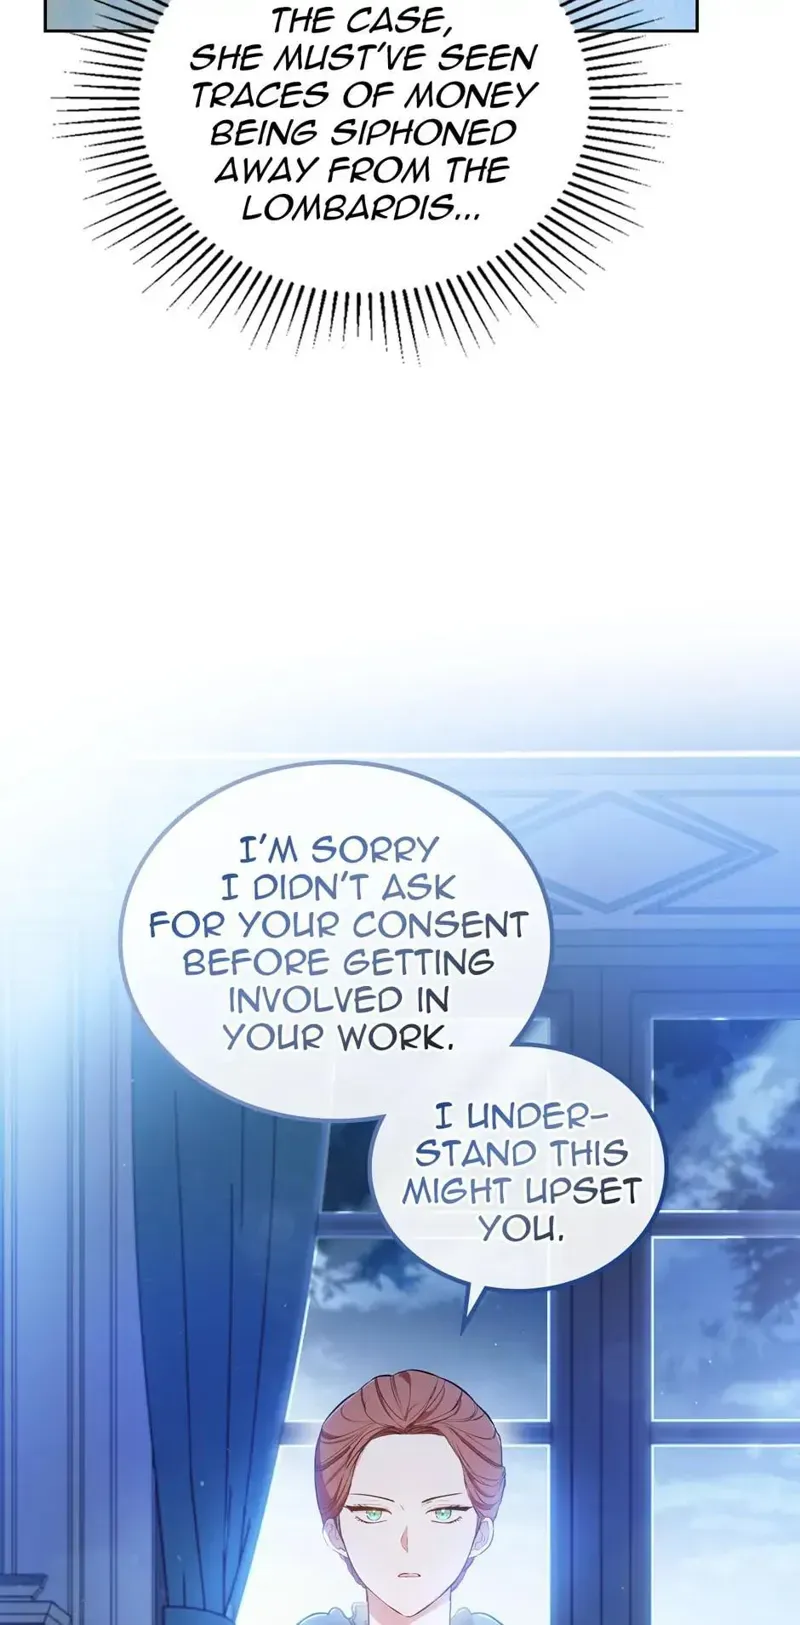 THE CASE,
SHE MUST'VE SEEN
TRACES OF MONEY
BEING SIPHONED
AWAY FROM THE
LOMBARDIS...
I'M SORRY
I DIDN'T ASK
FOR YOUR CONSENT
BEFORE GETTING
INVOLVED IN
YOUR WORK.
I UNDER-
STAND THIS
MIGHT UPSET
YOU.